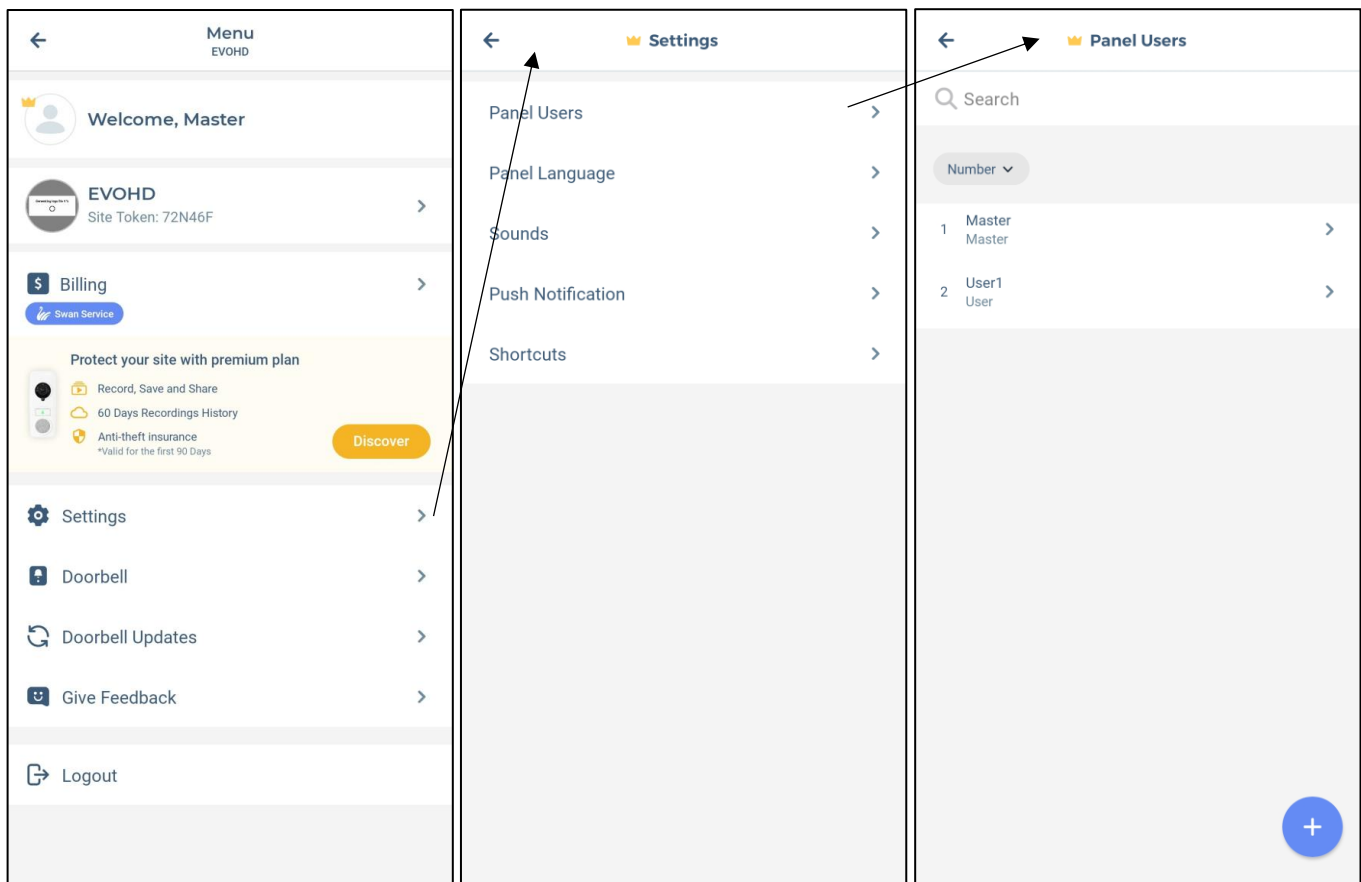 Menu
EVOHD
Welcome, Master
EVOHD
Site Token: 72N46F
$ Billing
Swan Service
Protect your site with premium plan
Record, Save and Share
60 Days Recordings History
Anti-theft insurance
*Valid for the first 90 Days
Discover
Settings
Doorbell
Doorbell Updates
Give Feedback
Logout
Settings
Panel Users
Panel Language
Sounds
Push Notification
Shortcuts
Panel Users
Search
Number
1 Master
Master
2 User1
User